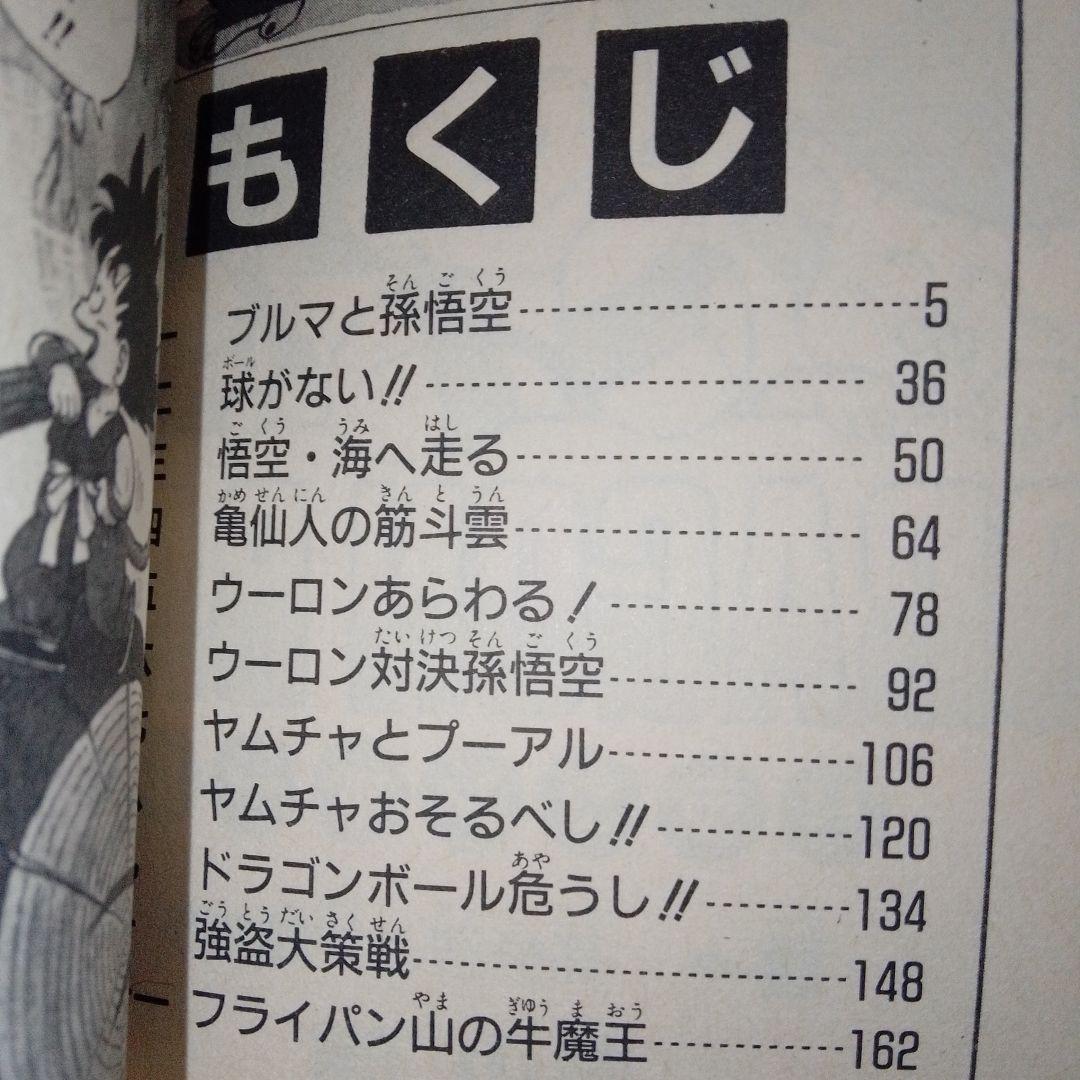 !!
もくじ
ブルマと孫悟空 5
球がない!! 36
悟空・海へ走る 50
亀仙人の筋斗雲 64
ウーロンあらわる! 78
ウーロン対決孫悟空 92
ヤムチャとプーアル 106
ヤムチャおそるべし!! 120
ドラゴンボール危うし!! 134
強盗大策戦 148
フライパン山の牛魔王 162